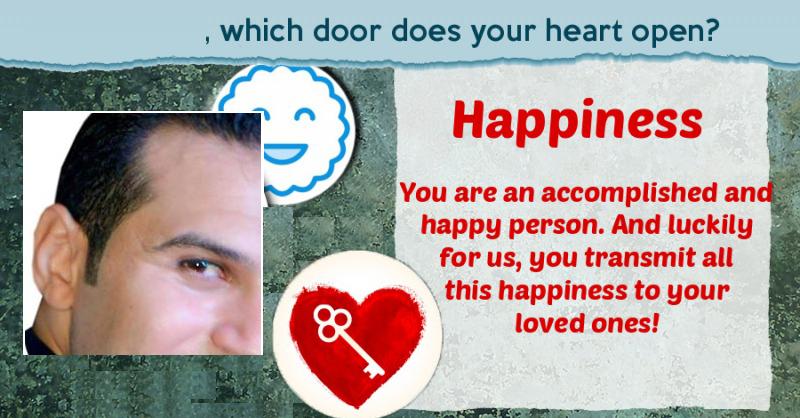 , which door does your heart open?
Happiness
You are an accomplished and
happy person. And luckily
for us, you transmit all
this happiness to your
loved ones!